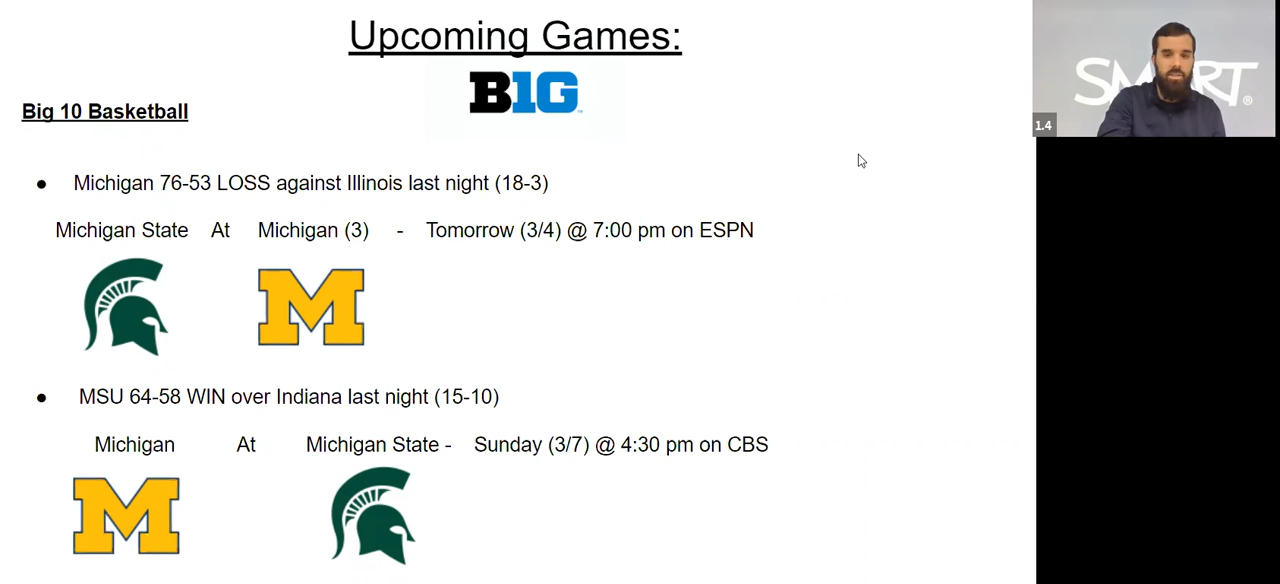 Upcoming Games:
B1G
SMART
Big 10 Basketball
1.4
● Michigan 76-53 LOSS against Illinois last night (18-3)
Michigan State At Michigan (3) - Tomorrow (3/4) @ 7:00 pm on ESPN
M
● MSU 64-58 WIN over Indiana last night (15-10)
Michigan At Michigan State - Sunday (3/7) @ 4:30 pm on CBS
M